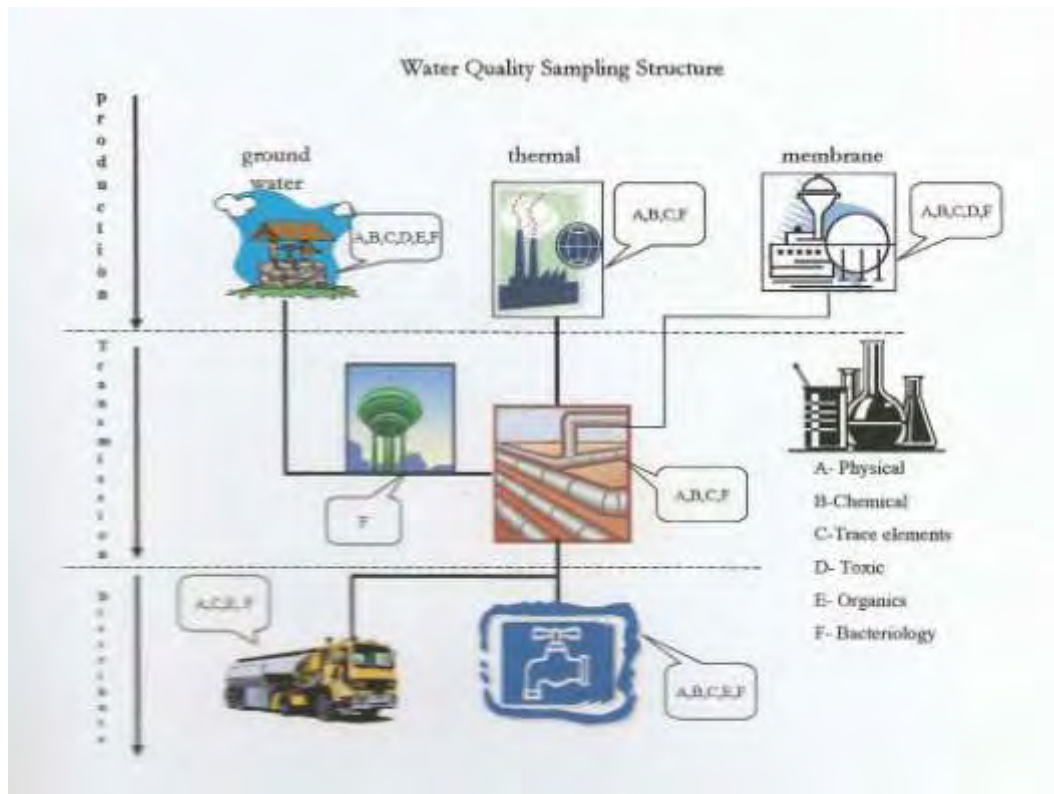 Water Quality Sampling Structure
Production
ground
water
thermal
membrane
A,B,C,D,E,F
A,B,C,F
A,B,C,D,F
Transmission
F
A,B,C,F
A- Physical
B-Chemical
C-Trace elements
D- Toxic
E- Organics
F- Bacteriology
A,C,E, F
A,B,C,E,F